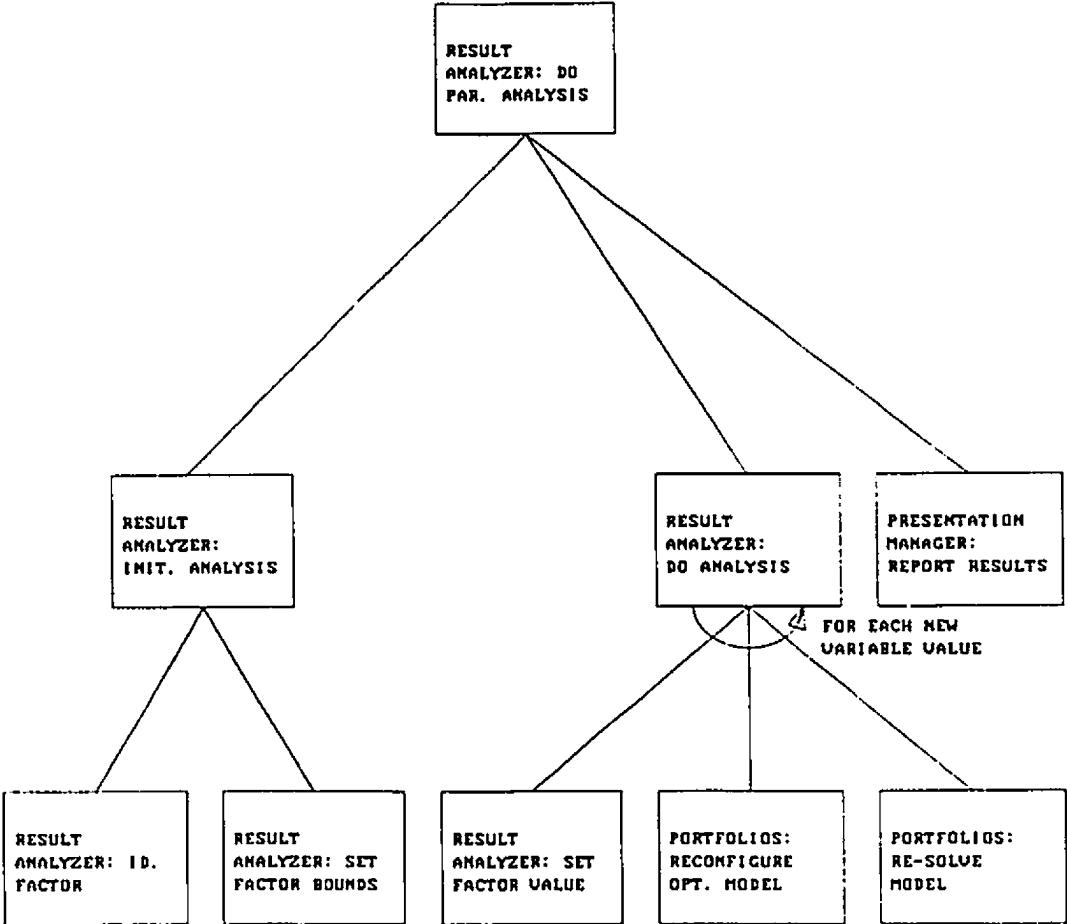 RESULT
ANALYZER: DO
PAR. ANALYSIS
RESULT
ANALYZER:
INIT. ANALYSIS
RESULT
ANALYZER:
DO ANALYSIS
PRESENTATION
MANAGER:
REPORT RESULTS
FOR EACH NEW
VARIABLE VALUE
RESULT
ANALYZER: ID.
FACTOR
RESULT
ANALYZER: SET
FACTOR BOUNDS
RESULT
ANALYZER: SET
FACTOR VALUE
PORTFOLIOS:
RECONFIGURE
OPT. MODEL
PORTFOLIOS:
RE-SOLVE
MODEL